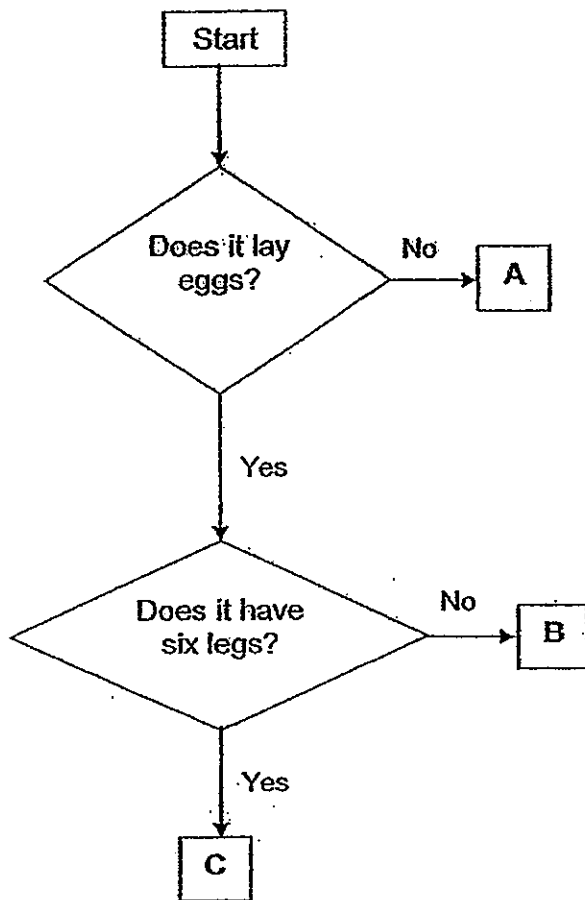 Start
Does it lay
eggs?
No
A
Yes
Does it have
six legs?
No
B
Yes
C